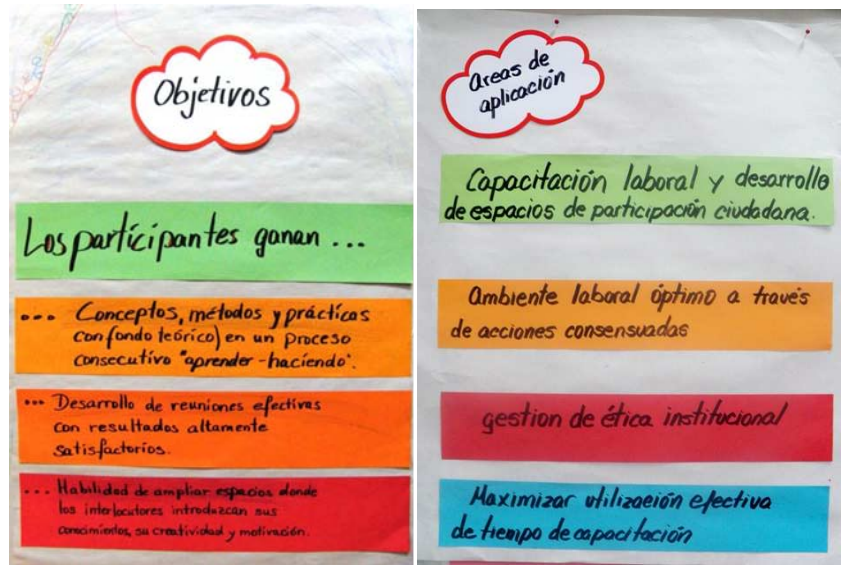 Objetivos
Los participantes ganan ...
... Conceptos, métodos y prácticas
con fondo teórico) en un proceso
consecutivo "aprender-haciendo".
... Desarrollo de reuniones efectivas
con resultados altamente
satisfactorios.
... Habilidad de ampliar espacios donde
los interlocutores introduzcan sus
conocimientos, su creatividad y motivación.
areas de
aplicación
Capacitación laboral y desarrollo
de espacios de participación ciudadana.
Ambiente laboral óptimo a través
de acciones consensuadas
gestion de ética institucional
Maximizar utilización efectiva
de tiempo de capacitación